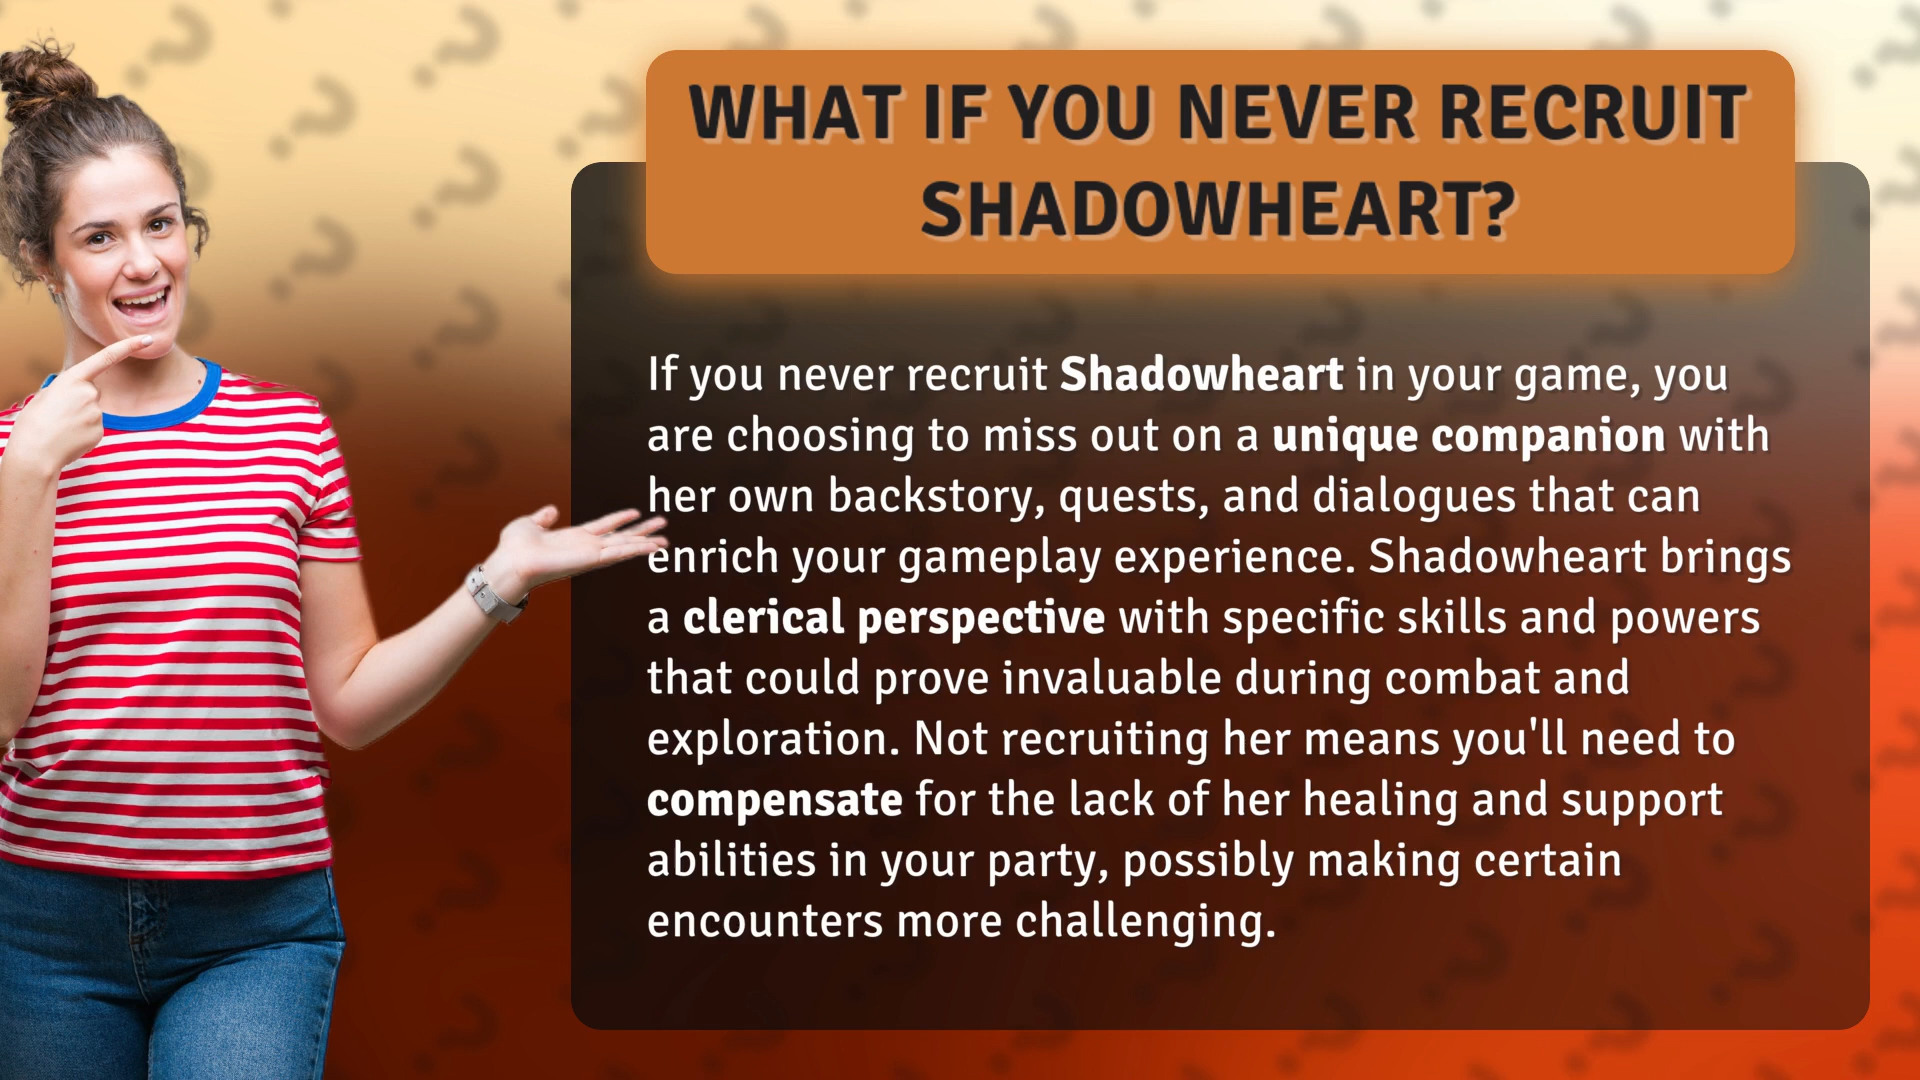 WHAT IF YOU NEVER RECRUIT
SHADOWHEART?
If you never recruit Shadowheart in your game, you
are choosing to miss out on a unique companion with
her own backstory, quests, and dialogues that can
enrich your gameplay experience. Shadowheart brings
a clerical perspective with specific skills and powers
that could prove invaluable during combat and
exploration. Not recruiting her means you'll need to
compensate for the lack of her healing and support
abilities in your party, possibly making certain
encounters more challenging.